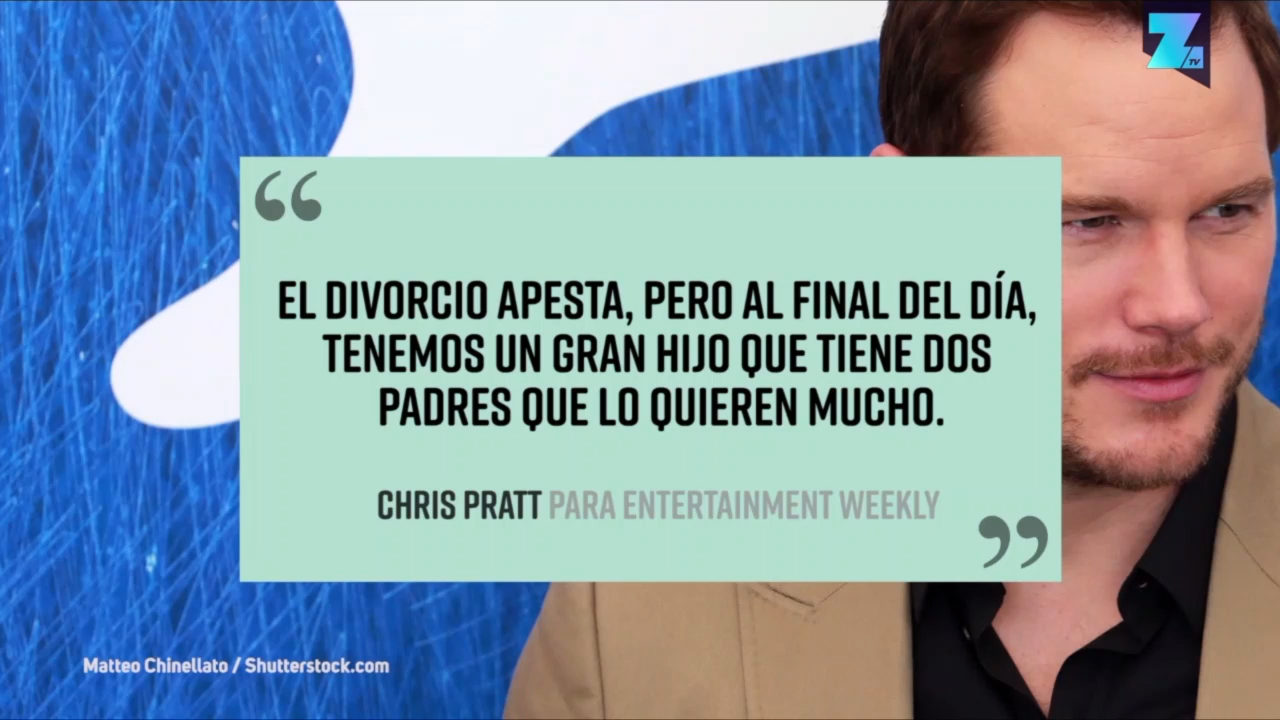 Z
TV
“
EL DIVORCIO APESTA, PERO AL FINAL DEL DÍA,
TENEMOS UN GRAN HIJO QUE TIENE DOS
PADRES QUE LO QUIEREN MUCHO.
CHRIS PRATT PARA ENTERTAINMENT WEEKLY
”
Matteo Chinellato / Shutterstock.com